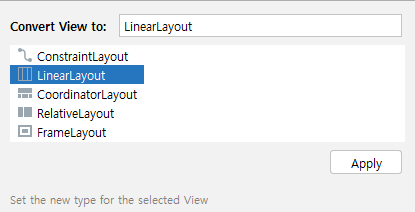 Convert View to: LinearLayout
ConstraintLayout
LinearLayout
CoordinatorLayout
RelativeLayout
FrameLayout
Apply
Set the new type for the selected View